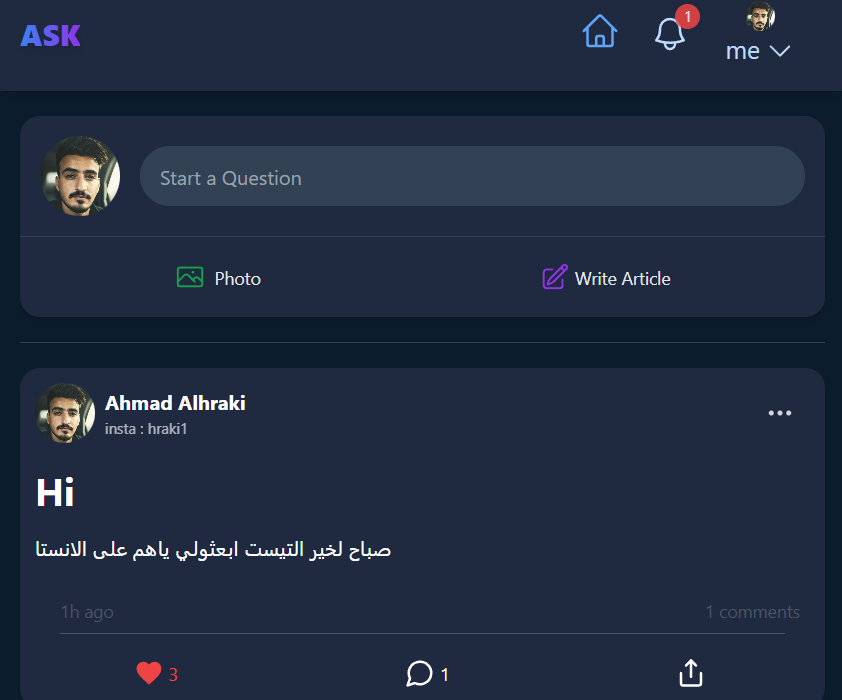 ASK
1
me
Start a Question
Photo
Write Article
Ahmad Alhraki
insta : hraki1
Hi
صباح لخير التيست ابعثولي ياهم على الانستا
1h ago
1 comments
3
1